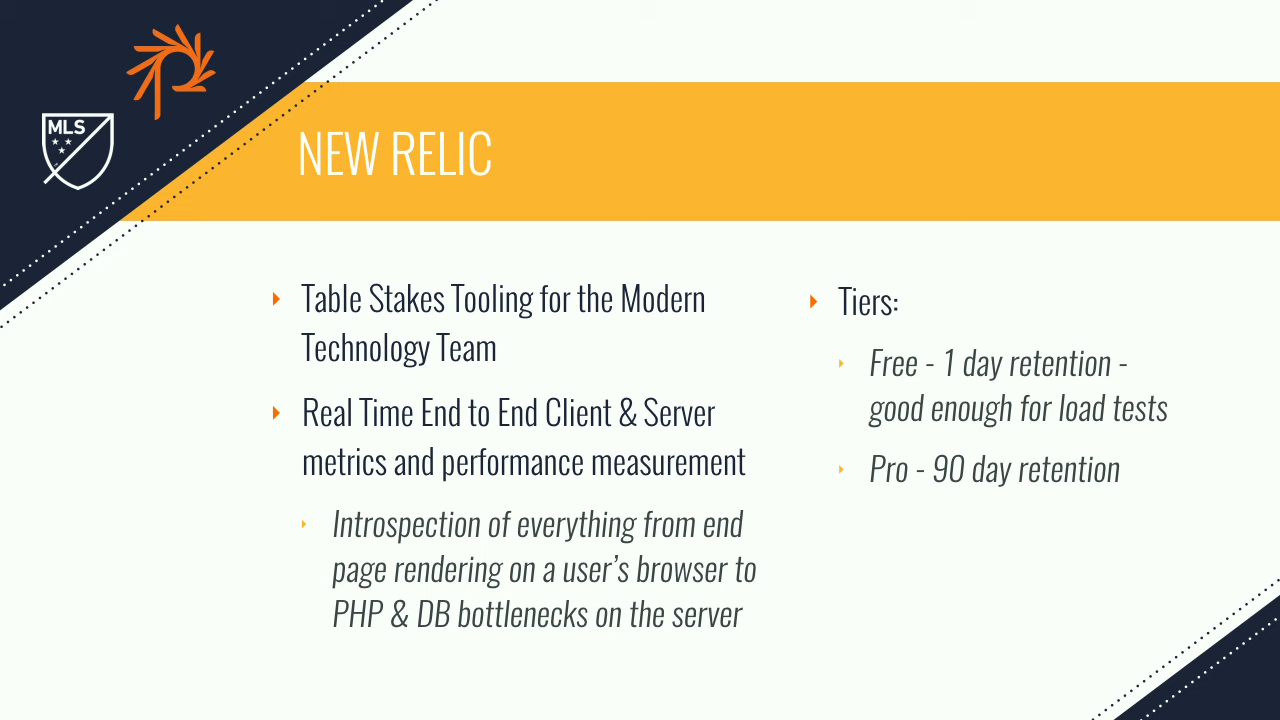 MLS
NEW RELIC
Table Stakes Tooling for the Modern
Technology Team
Real Time End to End Client & Server
metrics and performance measurement
Introspection of everything from end
page rendering on a user’s browser to
PHP & DB bottlenecks on the server
Tiers:
Free - 1 day retention -
good enough for load tests
Pro - 90 day retention